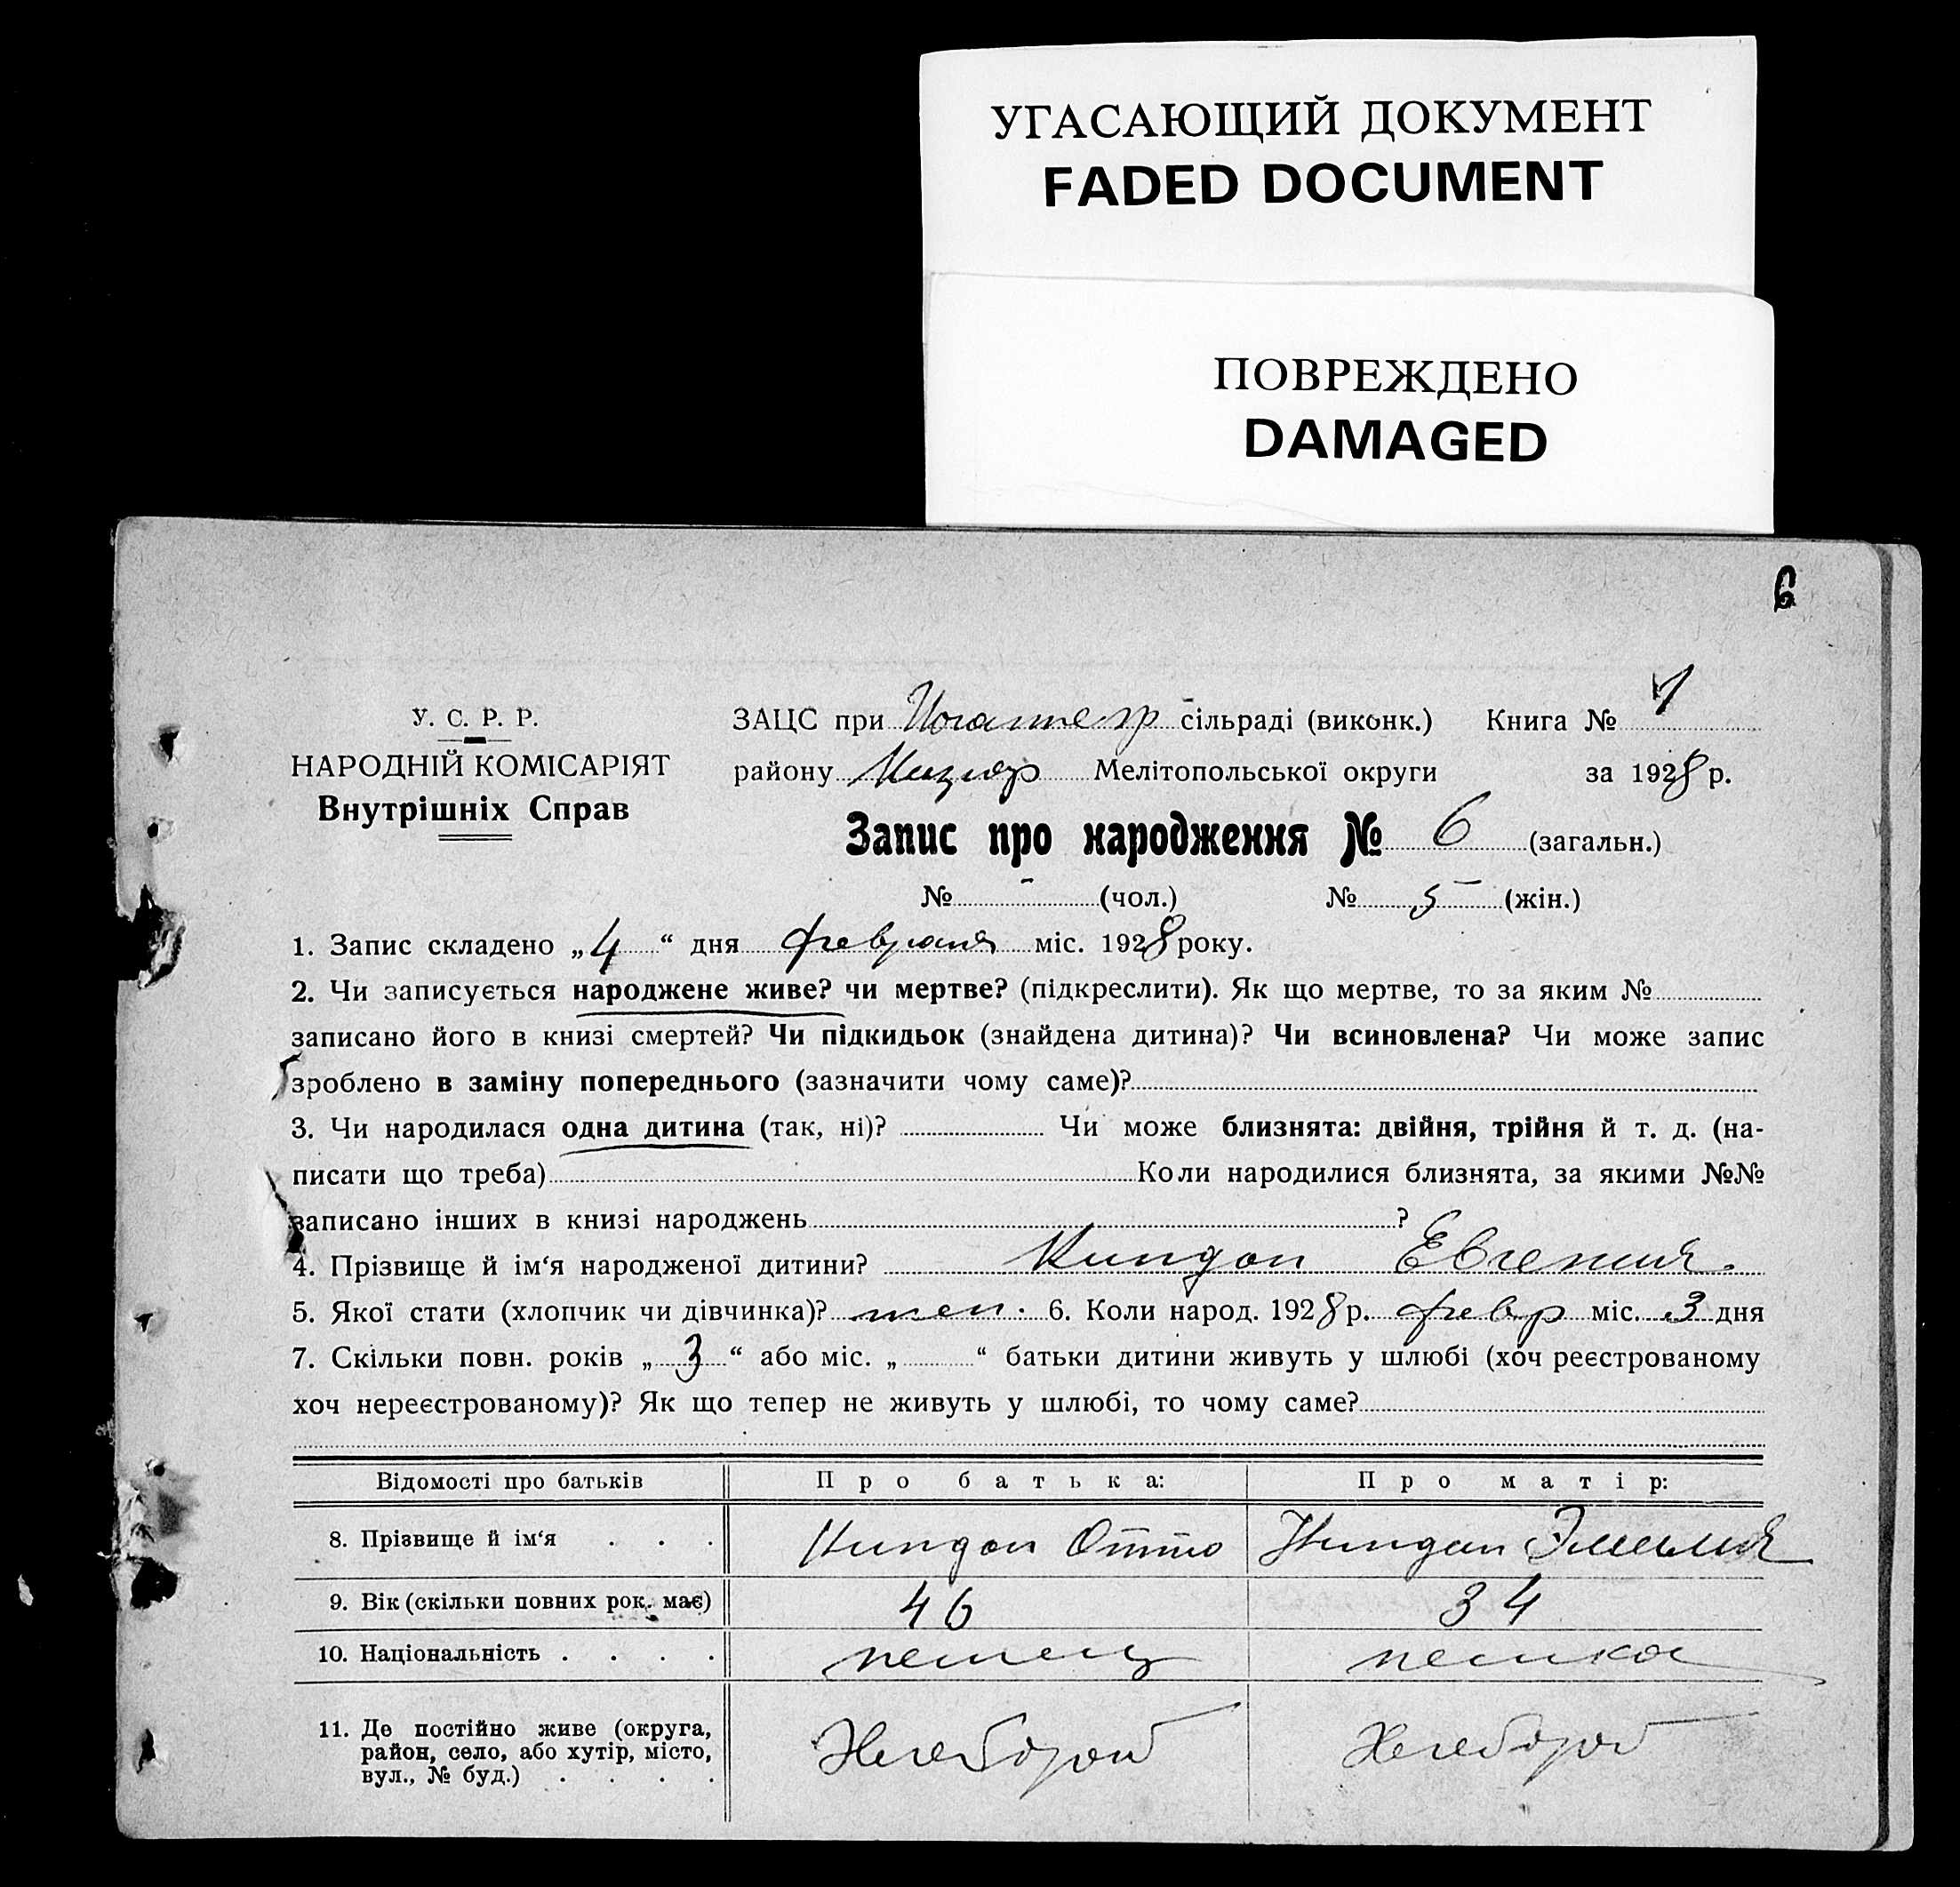 УГАСАЮЩИЙ ДОКУМЕНТ
FADED DOCUMENT
ПОВРЕЖДЕНО
DAMAGED
6
У. С. Р. Р.
НАРОДНІЙ КОМІСАРІЯТ
Внутрішніх Справ
ЗАЦС при сільраді (виконк.) Книга № 1
району Мелітопольської округи за 1928 р.
Запис про народження № 6 (загальн.)
№ - (чол.) № 5 (жін.)
1. Запис складено „4“ дня февраля міс. 1928 року.
2. Чи записується народжене живе? чи мертве? (підкреслити). Як що мертве, то за яким №
записано його в книзі смертей? Чи підкидьок (знайдена дитина)? Чи всиновлена? Чи може запис
зроблено в заміну попереднього (зазначити чому саме)?
3. Чи народилася одна дитина (так, ні)? Чи може близнята: двійня, трійня й т. д. (на-
писати що треба) Коли народилися близнята, за якими №№
записано інших в книзі народжень ?
4. Прізвище й ім‘я народженої дитини? Киндоп Евгения.
5. Якої стати (хлопчик чи дівчинка)? жен. 6. Коли народ. 1928 р. февр міс. 3 дня
7. Скільки повн. років „3“ або міс. „ “ батьки дитини живуть у шлюбі (хоч реєстрованому
хоч нереєстрованому)? Як що тепер не живуть у шлюбі, то чому саме?
Відомості про батьків Про батька: Про матір:
8. Прізвище й ім‘я . . . Киндоп Отто Киндоп Эмилия
9. Вік (скільки повних рок. має) 46 34
10. Національність . . . . немец немка
11. Де постійно живе (округа,
район, село, або хутір, місто,
вул., № буд.) . . . .